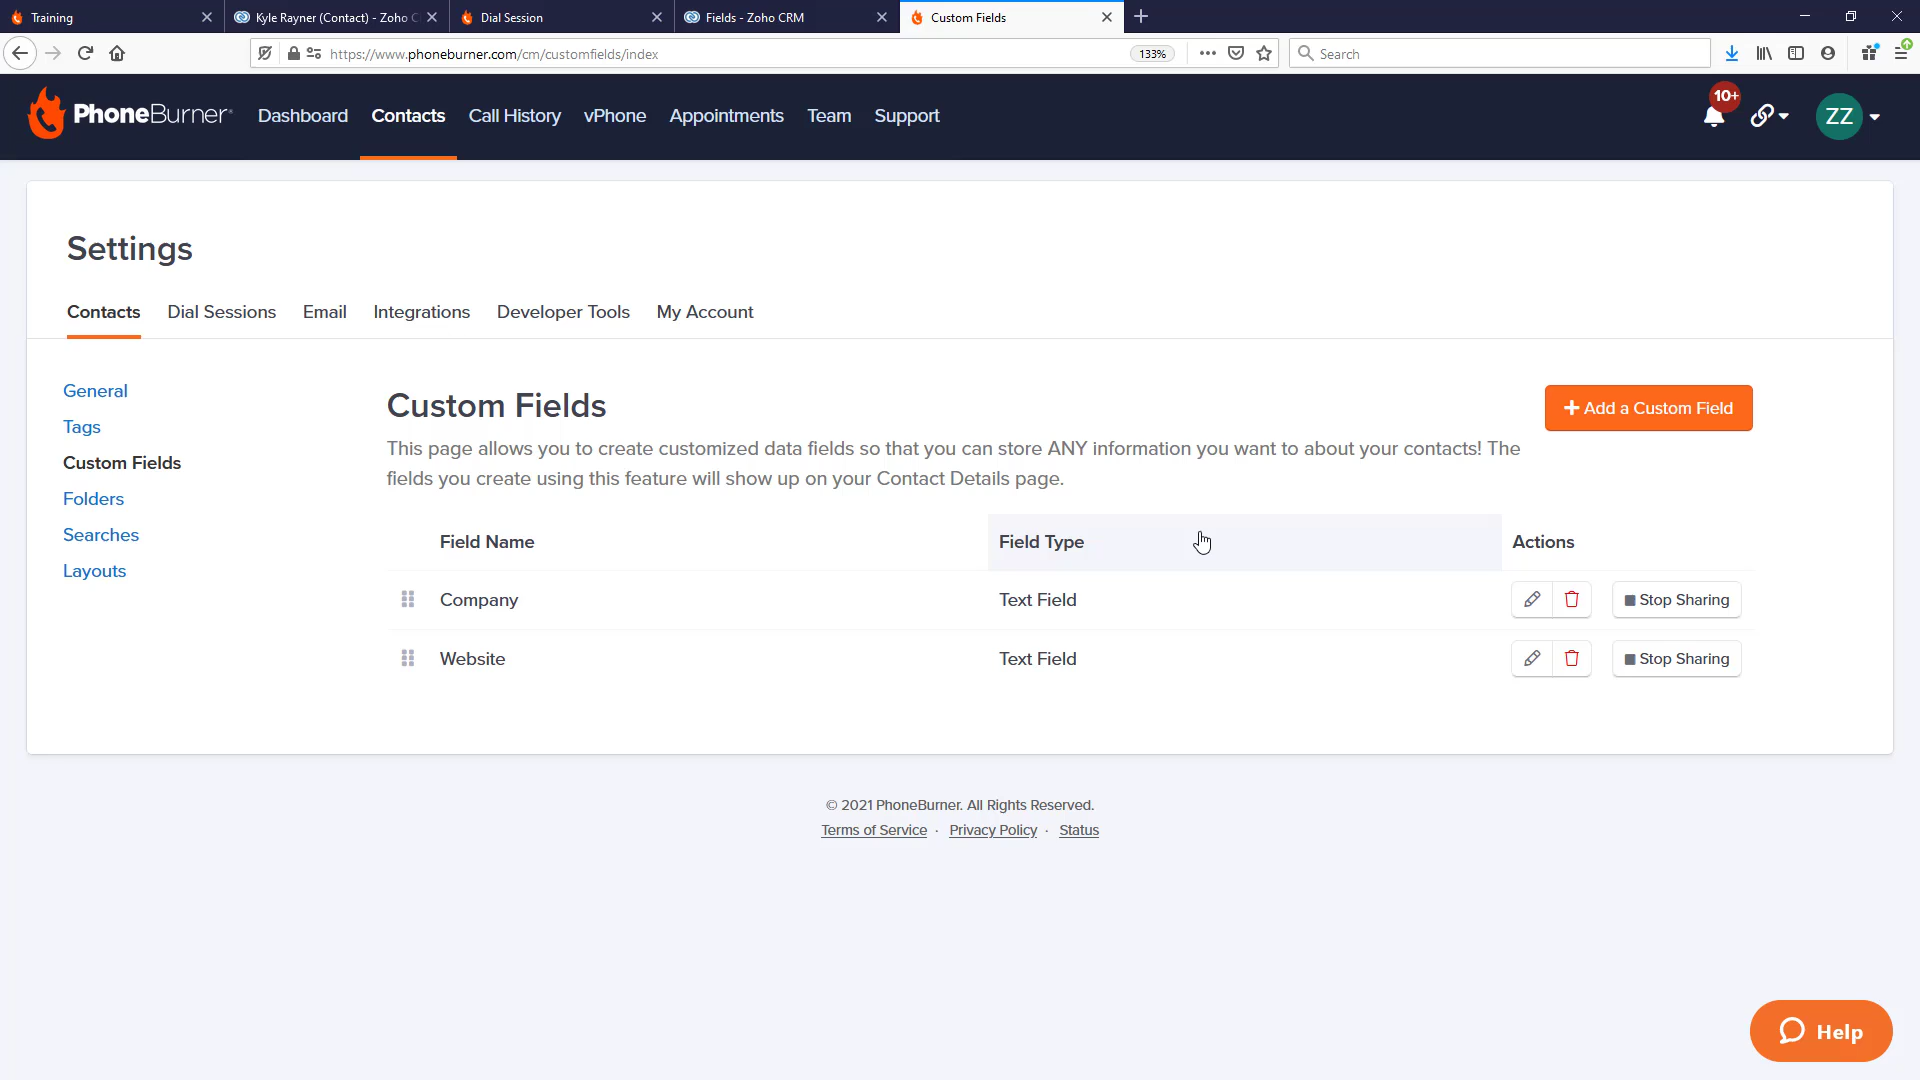 Training
Kyle Rayner (Contact) - Zoho C
Dial Session
Fields - Zoho CRM
Custom Fields
https://www.phoneburner.com/cm/customfields/index
133%
Search
PhoneBurner
Dashboard
Contacts
Call History
vPhone
Appointments
Team
Support
10+
ZZ
Settings
Contacts
Dial Sessions
Email
Integrations
Developer Tools
My Account
General
Tags
Custom Fields
Folders
Searches
Layouts
Custom Fields
+ Add a Custom Field
This page allows you to create customized data fields so that you can store ANY information you want to about your contacts! The
fields you create using this feature will show up on your Contact Details page.
Field Name
Field Type
Actions
Company
Text Field
Stop Sharing
Website
Text Field
Stop Sharing
© 2021 PhoneBurner. All Rights Reserved.
Terms of Service · Privacy Policy · Status
Help